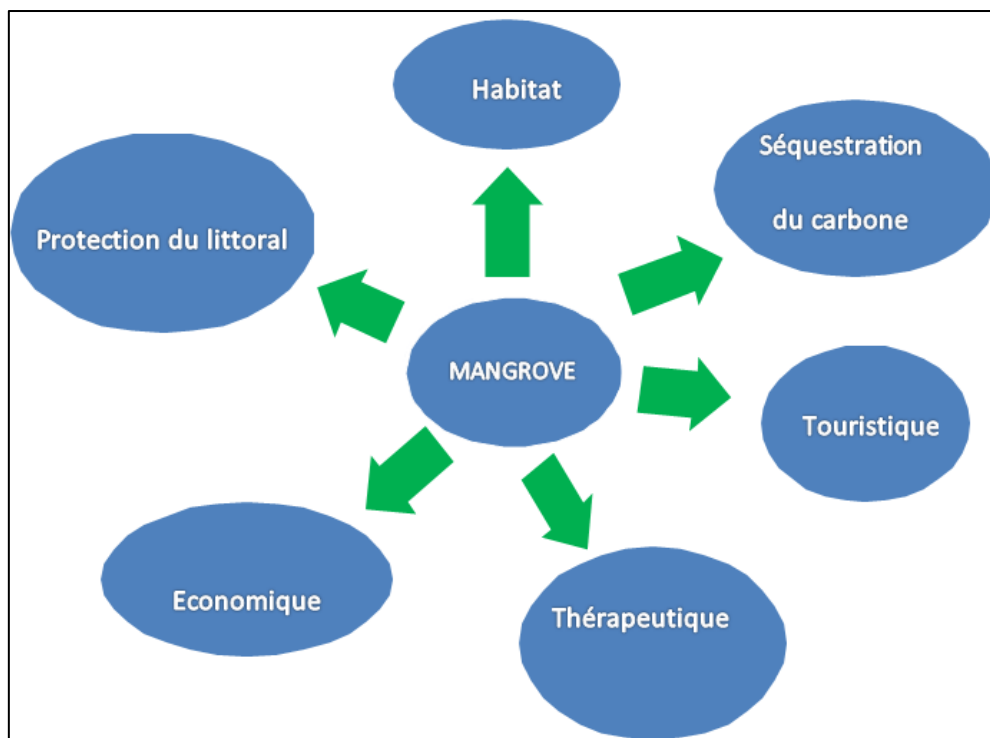 Habitat
Séquestration
du carbone
Protection du littoral
MANGROVE
Touristique
Economique
Thérapeutique